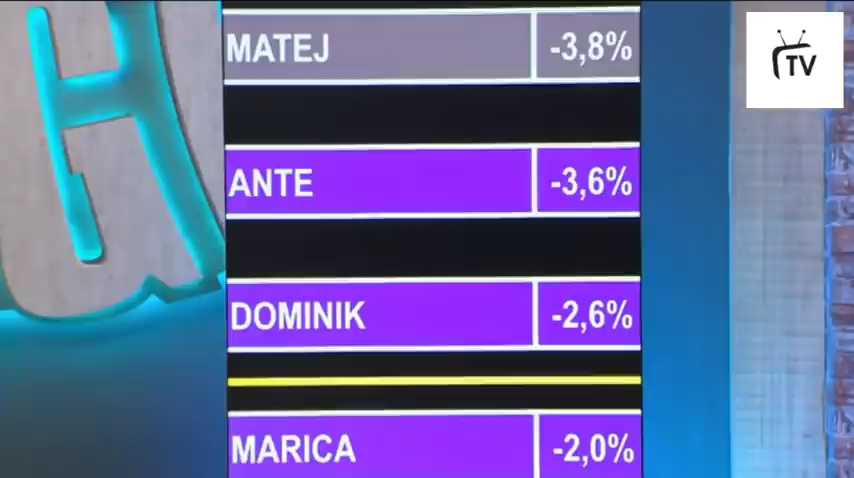 MATEJ -3,8%
ANTE -3,6%
DOMINIK -2,6%
MARICA -2,0%
TV